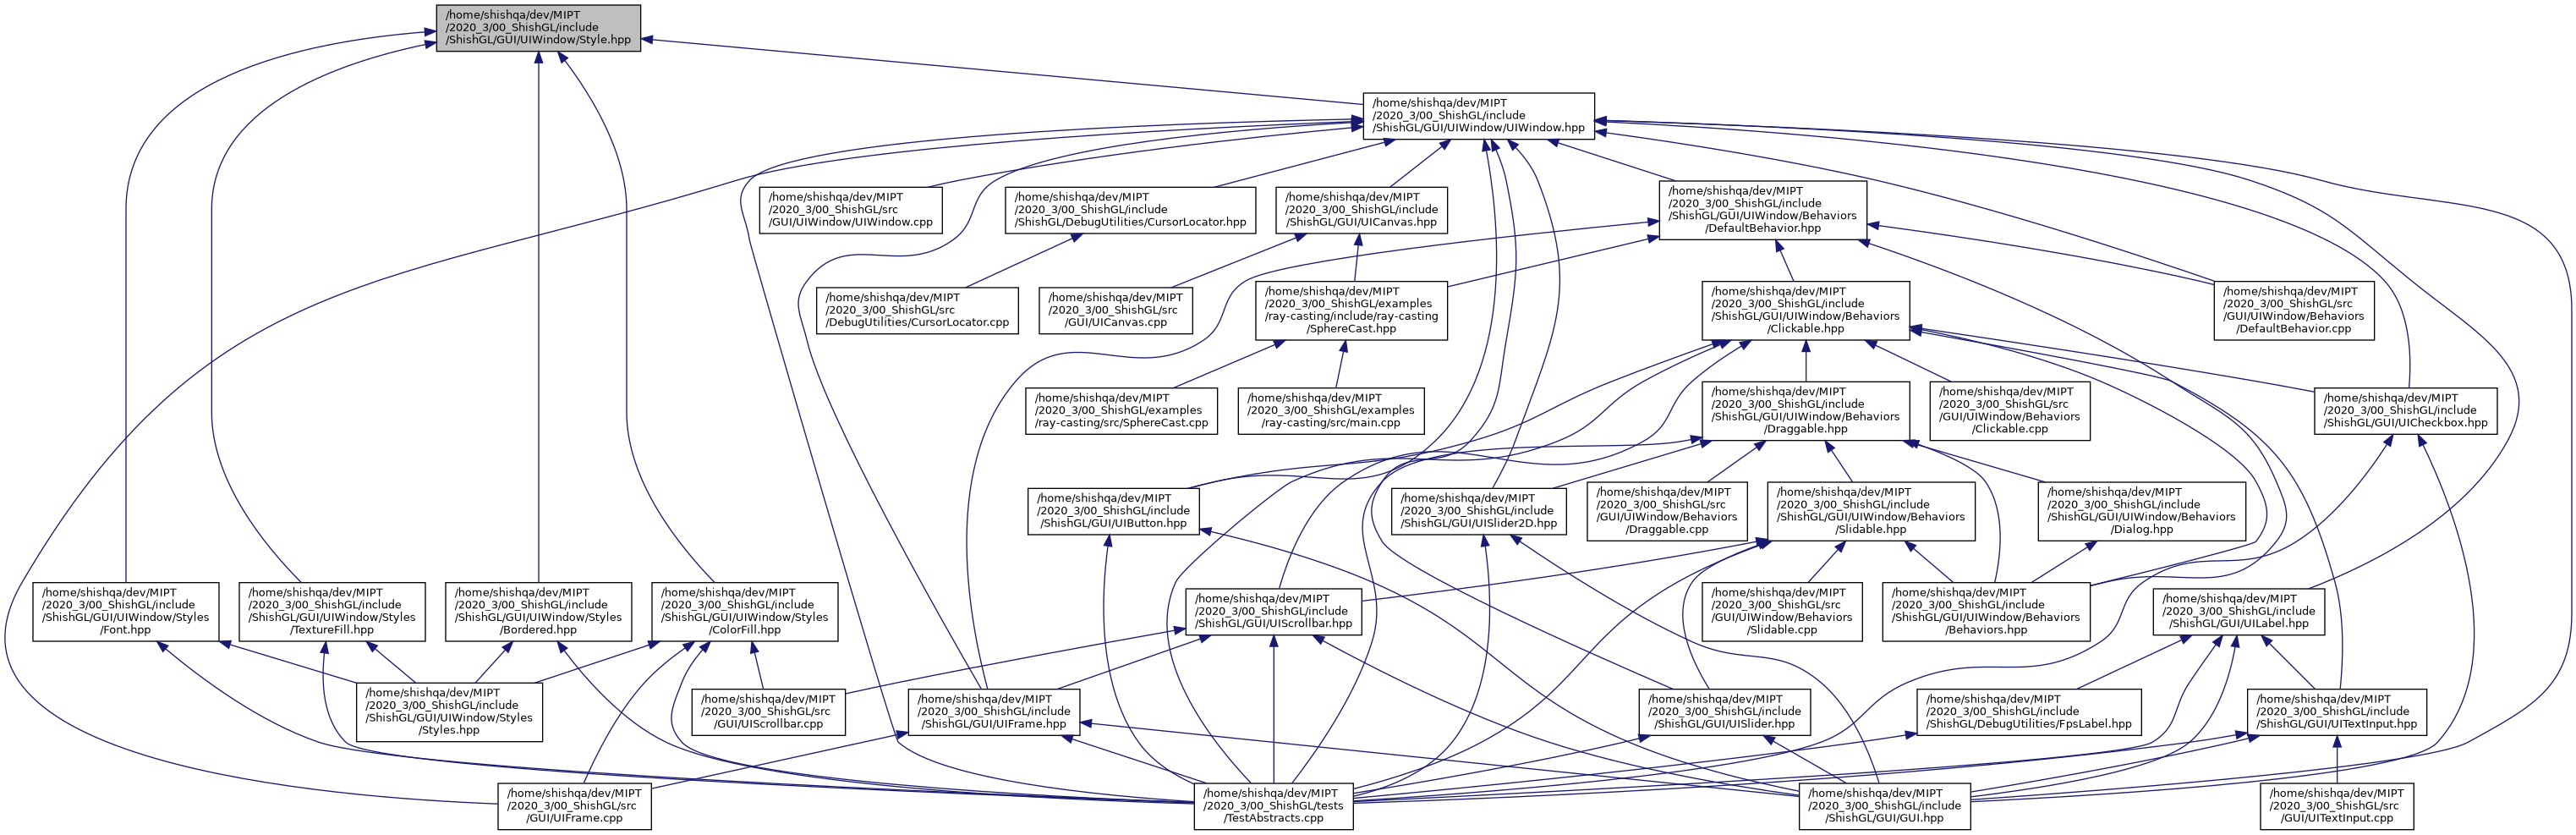 /home/shishqa/dev/MIPT
/2020_3/00_ShishGL/include
/ShishGL/GUI/UIWindow/Style.hpp
/home/shishqa/dev/MIPT
/2020_3/00_ShishGL/include
/ShishGL/GUI/UIWindow/UIWindow.hpp
/home/shishqa/dev/MIPT
/2020_3/00_ShishGL/src
/GUI/UIWindow/UIWindow.cpp
/home/shishqa/dev/MIPT
/2020_3/00_ShishGL/include
/ShishGL/DebugUtilities/CursorLocator.hpp
/home/shishqa/dev/MIPT
/2020_3/00_ShishGL/include
/ShishGL/GUI/UICanvas.hpp
/home/shishqa/dev/MIPT
/2020_3/00_ShishGL/include
/ShishGL/GUI/UIWindow/Behaviors
/DefaultBehavior.hpp
/home/shishqa/dev/MIPT
/2020_3/00_ShishGL/src
/DebugUtilities/CursorLocator.cpp
/home/shishqa/dev/MIPT
/2020_3/00_ShishGL/src
/GUI/UICanvas.cpp
/home/shishqa/dev/MIPT
/2020_3/00_ShishGL/examples
/ray-casting/include/ray-casting
/SphereCast.hpp
/home/shishqa/dev/MIPT
/2020_3/00_ShishGL/include
/ShishGL/GUI/UIWindow/Behaviors
/Clickable.hpp
/home/shishqa/dev/MIPT
/2020_3/00_ShishGL/src
/GUI/UIWindow/Behaviors
/DefaultBehavior.cpp
/home/shishqa/dev/MIPT
/2020_3/00_ShishGL/examples
/ray-casting/src/SphereCast.cpp
/home/shishqa/dev/MIPT
/2020_3/00_ShishGL/examples
/ray-casting/src/main.cpp
/home/shishqa/dev/MIPT
/2020_3/00_ShishGL/include
/ShishGL/GUI/UIWindow/Behaviors
/Draggable.hpp
/home/shishqa/dev/MIPT
/2020_3/00_ShishGL/src
/GUI/UIWindow/Behaviors
/Clickable.cpp
/home/shishqa/dev/MIPT
/2020_3/00_ShishGL/include
/ShishGL/GUI/UICheckbox.hpp
/home/shishqa/dev/MIPT
/2020_3/00_ShishGL/include
/ShishGL/GUI/UIButton.hpp
/home/shishqa/dev/MIPT
/2020_3/00_ShishGL/include
/ShishGL/GUI/UISlider2D.hpp
/home/shishqa/dev/MIPT
/2020_3/00_ShishGL/src
/GUI/UIWindow/Behaviors
/Draggable.cpp
/home/shishqa/dev/MIPT
/2020_3/00_ShishGL/include
/ShishGL/GUI/UIWindow/Behaviors
/Slidable.hpp
/home/shishqa/dev/MIPT
/2020_3/00_ShishGL/include
/ShishGL/GUI/UIWindow/Behaviors
/Dialog.hpp
/home/shishqa/dev/MIPT
/2020_3/00_ShishGL/include
/ShishGL/GUI/UIWindow/Styles
/Font.hpp
/home/shishqa/dev/MIPT
/2020_3/00_ShishGL/include
/ShishGL/GUI/UIWindow/Styles
/TextureFill.hpp
/home/shishqa/dev/MIPT
/2020_3/00_ShishGL/include
/ShishGL/GUI/UIWindow/Styles
/Bordered.hpp
/home/shishqa/dev/MIPT
/2020_3/00_ShishGL/include
/ShishGL/GUI/UIWindow/Styles
/ColorFill.hpp
/home/shishqa/dev/MIPT
/2020_3/00_ShishGL/include
/ShishGL/GUI/UIScrollbar.hpp
/home/shishqa/dev/MIPT
/2020_3/00_ShishGL/src
/GUI/UIWindow/Behaviors
/Slidable.cpp
/home/shishqa/dev/MIPT
/2020_3/00_ShishGL/include
/ShishGL/GUI/UIWindow/Behaviors
/Behaviors.hpp
/home/shishqa/dev/MIPT
/2020_3/00_ShishGL/include
/ShishGL/GUI/UILabel.hpp
/home/shishqa/dev/MIPT
/2020_3/00_ShishGL/include
/ShishGL/GUI/UIWindow/Styles
/Styles.hpp
/home/shishqa/dev/MIPT
/2020_3/00_ShishGL/src
/GUI/UIScrollbar.cpp
/home/shishqa/dev/MIPT
/2020_3/00_ShishGL/include
/ShishGL/GUI/UIFrame.hpp
/home/shishqa/dev/MIPT
/2020_3/00_ShishGL/include
/ShishGL/GUI/UISlider.hpp
/home/shishqa/dev/MIPT
/2020_3/00_ShishGL/include
/ShishGL/DebugUtilities/FpsLabel.hpp
/home/shishqa/dev/MIPT
/2020_3/00_ShishGL/include
/ShishGL/GUI/UITextInput.hpp
/home/shishqa/dev/MIPT
/2020_3/00_ShishGL/src
/GUI/UIFrame.cpp
/home/shishqa/dev/MIPT
/2020_3/00_ShishGL/tests
/TestAbstracts.cpp
/home/shishqa/dev/MIPT
/2020_3/00_ShishGL/include
/ShishGL/GUI/GUI.hpp
/home/shishqa/dev/MIPT
/2020_3/00_ShishGL/src
/GUI/UITextInput.cpp